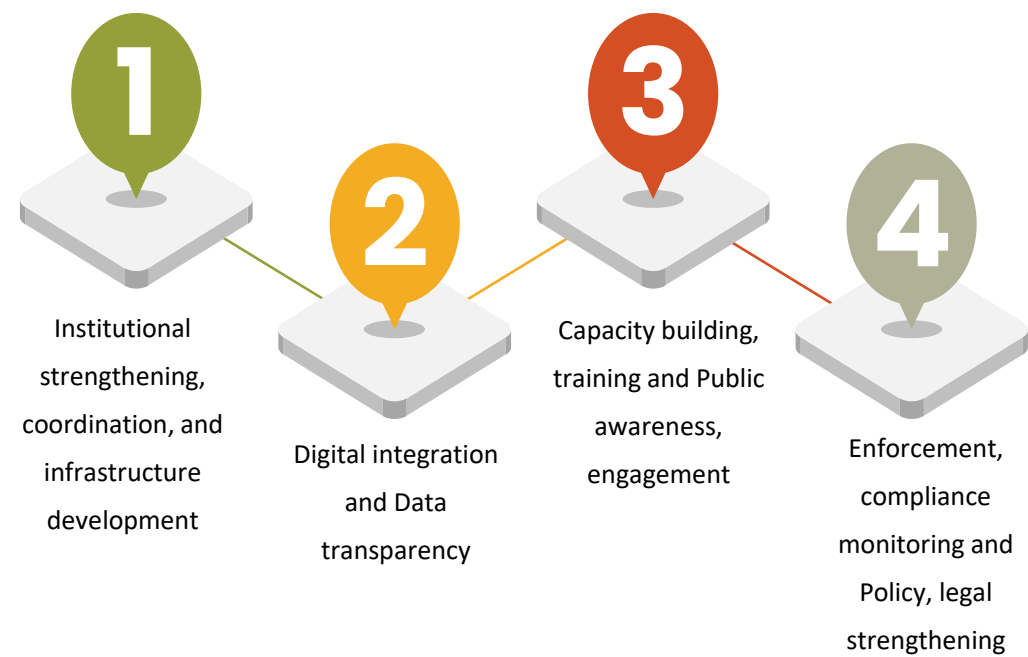 1
Institutional
strengthening,
coordination, and
infrastructure
development
2
Digital integration
and Data
transparency
3
Capacity building,
training and Public
awareness,
engagement
4
Enforcement,
compliance
monitoring and
Policy, legal
strengthening